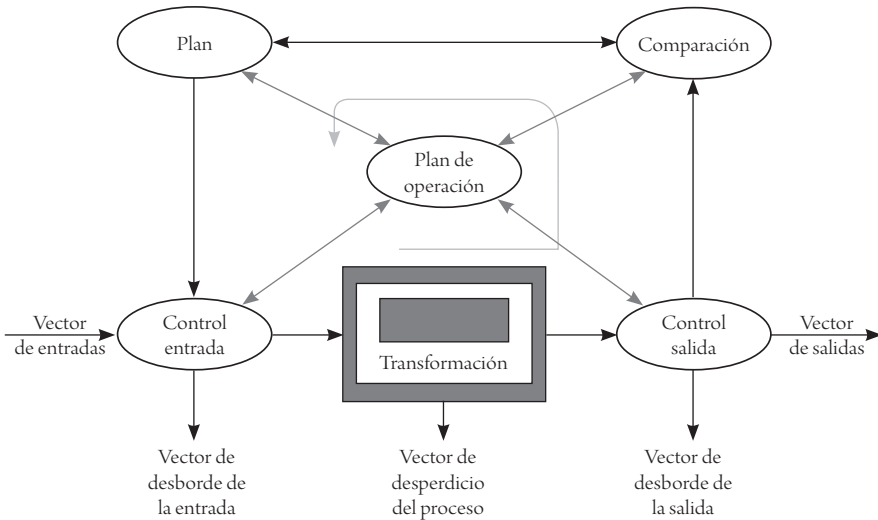 Plan
Comparación
Plan de
operación
Vector
de entradas
Control
entrada
Transformación
Control
salida
Vector
de salidas
Vector de
desborde de
la entrada
Vector de
desperdicio
del proceso
Vector de
desborde de
la salida